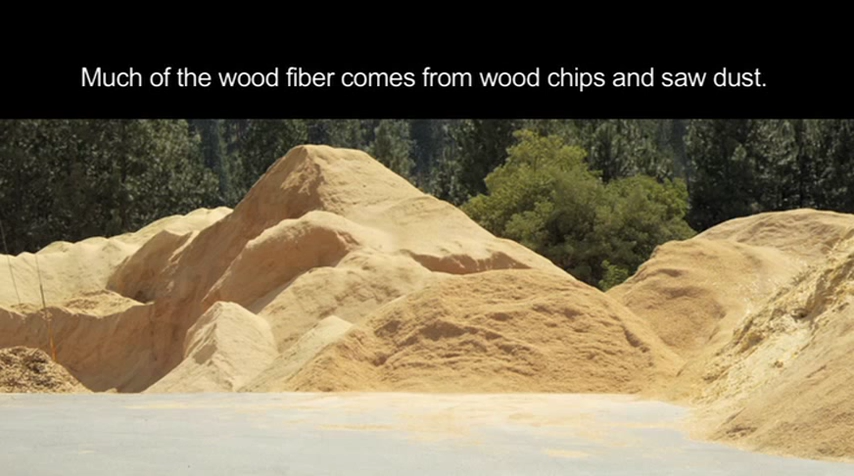 Much of the wood fiber comes from wood chips and saw dust.